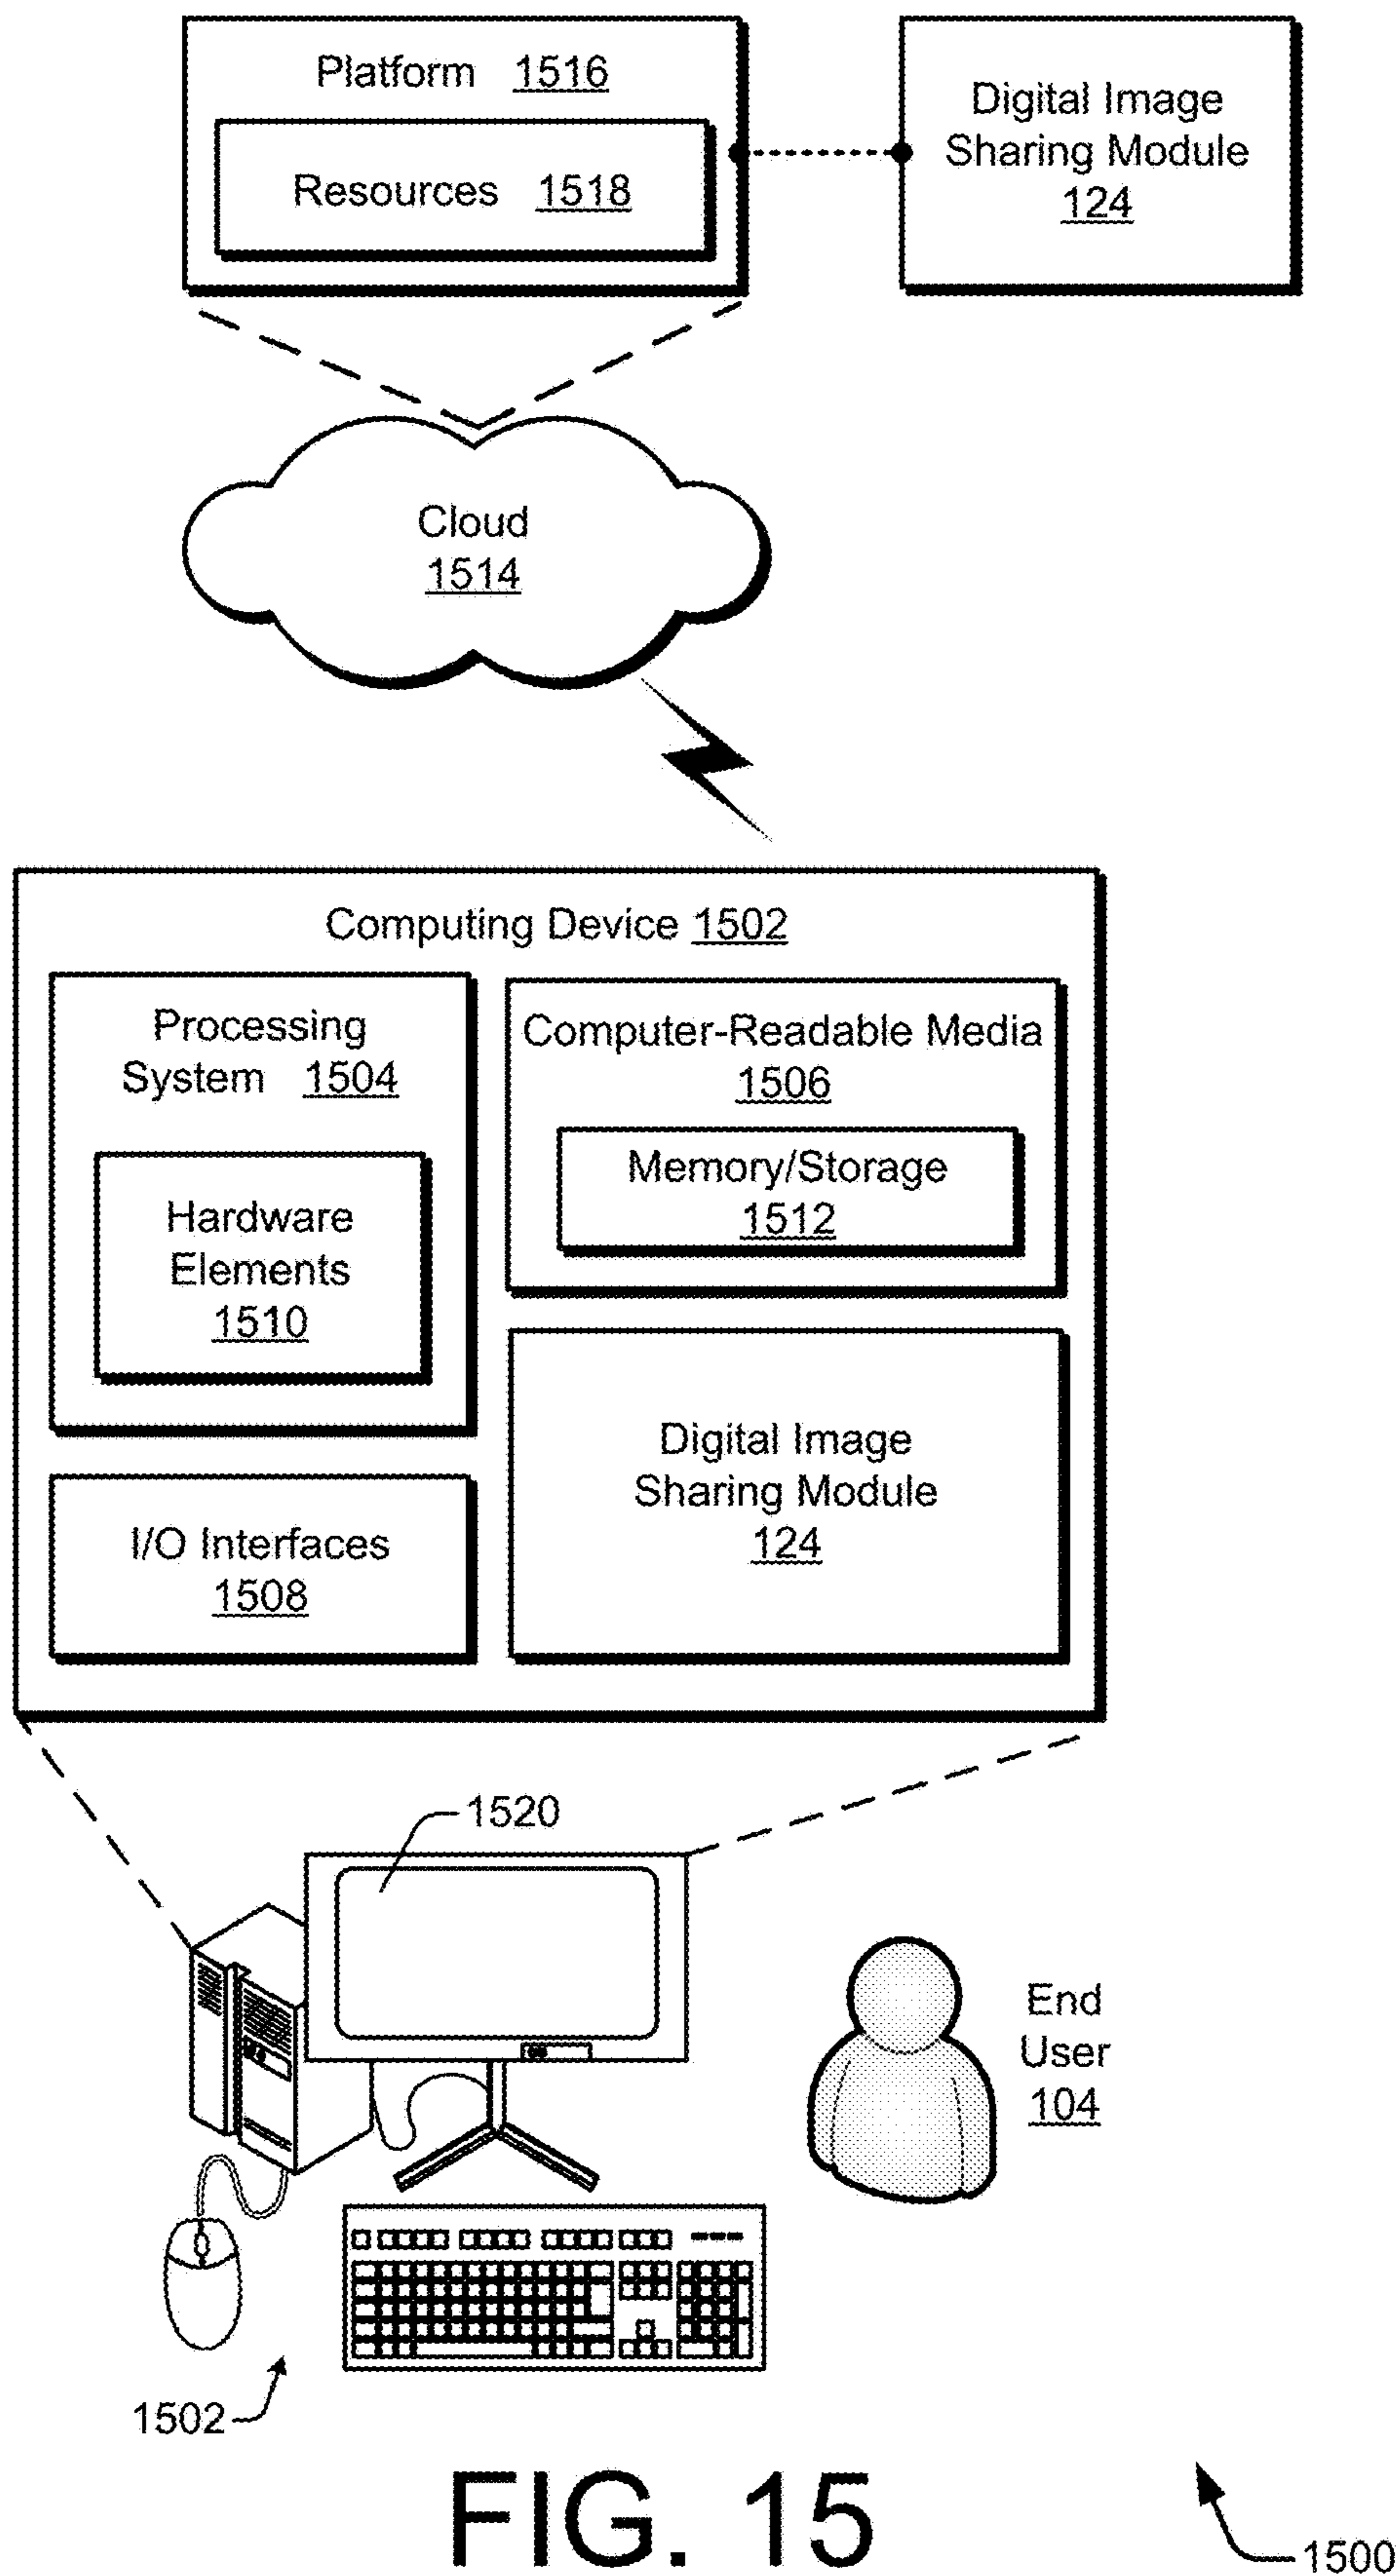 Platform 1516
Resources 1518
Digital Image
Sharing Module
124
Cloud
1514
Computing Device 1502
Processing
System 1504
Hardware
Elements
1510
Computer-Readable Media
1506
Memory/Storage
1512
I/O Interfaces
1508
Digital Image
Sharing Module
124
1520
End
User
104
1502
FIG. 15
1500